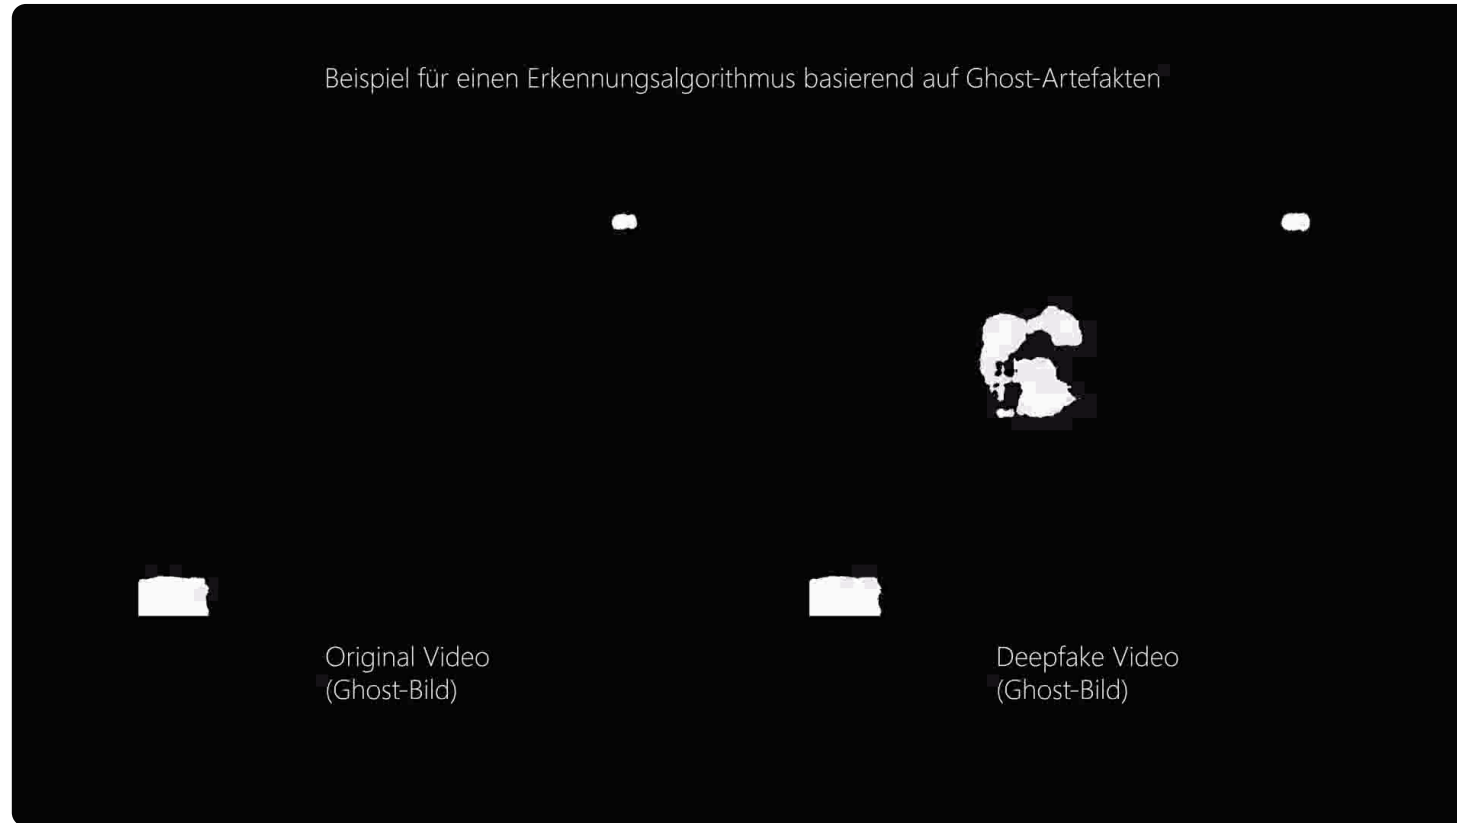 Beispiel für einen Erkennungsalgorithmus basierend auf Ghost-Artefakten
Original Video
(Ghost-Bild)
Deepfake Video
(Ghost-Bild)